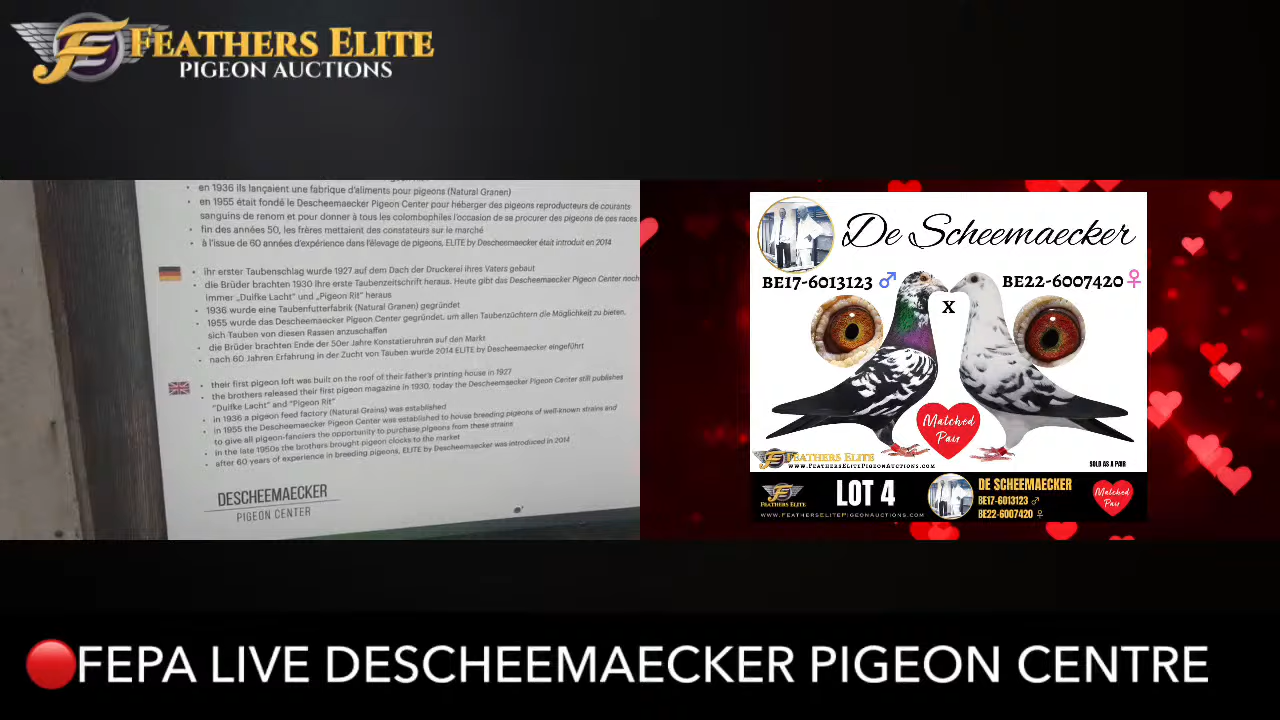 FEATHERS ELITE
PIGEON AUCTIONS
• en 1936 ils lançaient une fabrique d'aliments pour pigeons (Natural Granen)
• en 1955 était fondé le Descheemaecker Pigeon Center pour héberger des pigeons reproducteurs de courants
sanguins de renom et pour donner à tous les colombophiles l'occasion de se procurer des pigeons de ces races
• fin des années 50, les frères mettaient des constateurs sur le marché
• à l'issue de 60 années d'expérience dans l'élevage de pigeons, ELITE by Descheemaecker était introduit en 2014
• ihr erster Taubenschlag wurde 1927 auf dem Dach der Druckerei ihres Vaters gebaut
• die Brüder brachten 1930 ihre erste Taubenzeitschrift heraus. Heute gibt das Descheemaecker Pigeon Center noch
immer „Duifke Lacht" und „Pigeon Rit" heraus
• 1936 wurde eine Taubenfutterfabrik (Natural Granen) gegründet
• 1955 wurde das Descheemaecker Pigeon Center gegründet, um allen Taubenzüchtern die Möglichkeit zu bieten,
sich Tauben von diesen Rassen anzuschaffen
• die Brüder brachten Ende der 50er Jahre Konstatieruhren auf den Markt
• nach 60 Jahren Erfahrung in der Zucht von Tauben wurde 2014 ELITE by Descheemaecker eingeführt
• their first pigeon loft was built on the roof of their father's printing house in 1927
• the brothers released their first pigeon magazine in 1930, today the Descheemaecker Pigeon Center still publishes
"Duifke Lacht" and "Pigeon Rit"
• in 1936 a pigeon feed factory (Natural Grains) was established
• in 1955 the Descheemaecker Pigeon Center was established to house breeding pigeons of well-known strains and
to give all pigeon-fanciers the opportunity to purchase pigeons from these strains
• in the late 1950s the brothers brought pigeon clocks to the market
• after 60 years of experience in breeding pigeons, ELITE by Descheemaecker was introduced in 2014
DESCHEEMAECKER
PIGEON CENTER
De Scheemaecker
BE17-6013123 ♂
BE22-6007420 ♀
X
Matched
Pair
FEATHERS ELITE
WWW.FEATHERSELITEPIGEONAUCTIONS.COM
SOLD AS A PAIR
FEATHERS ELITE
WWW.FEATHERSELITEPIGEONAUCTIONS.COM
LOT 4
DE SCHEEMAECKER
BE17-6013123 ♂
BE22-6007420 ♀
Matched
Pair
FEPA LIVE DESCHEEMAECKER PIGEON CENTRE